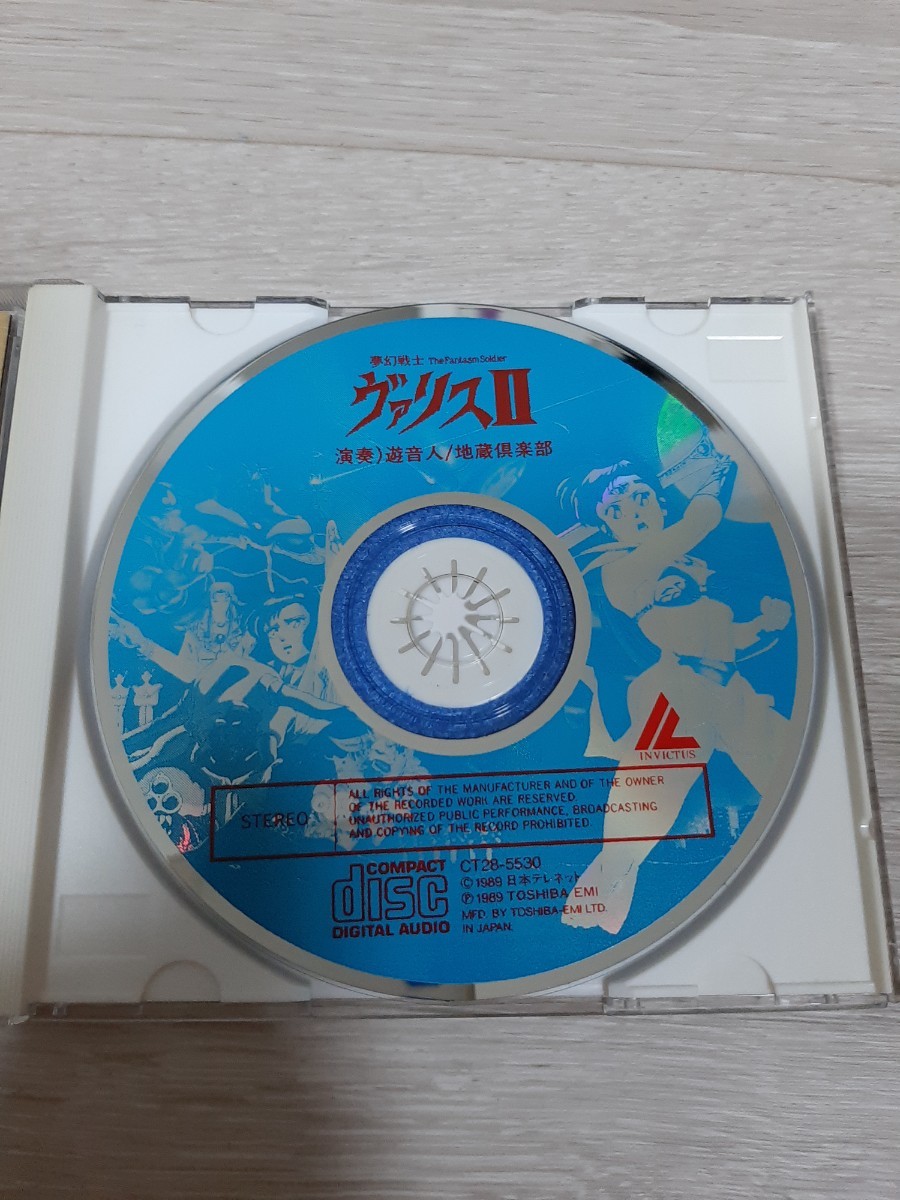 夢幻戦士 The Fantasm Soldier
ヴァリスII
演奏)遊音人/地蔵倶楽部
INVICTUS
STEREO
ALL RIGHTS OF THE MANUFACTURER AND OF THE OWNER
OF THE RECORDED WORK ARE RESERVED.
UNAUTHORIZED PUBLIC PERFORMANCE, BROADCASTING
AND COPYING OF THE RECORD PROHIBITED.
COMPACT
disc
DIGITAL AUDIO
CT28-5530
Ⓒ1989 日本テレネット
Ⓟ1989 TOSHIBA EMI
MFD. BY TOSHIBA-EMI LTD.
IN JAPAN.